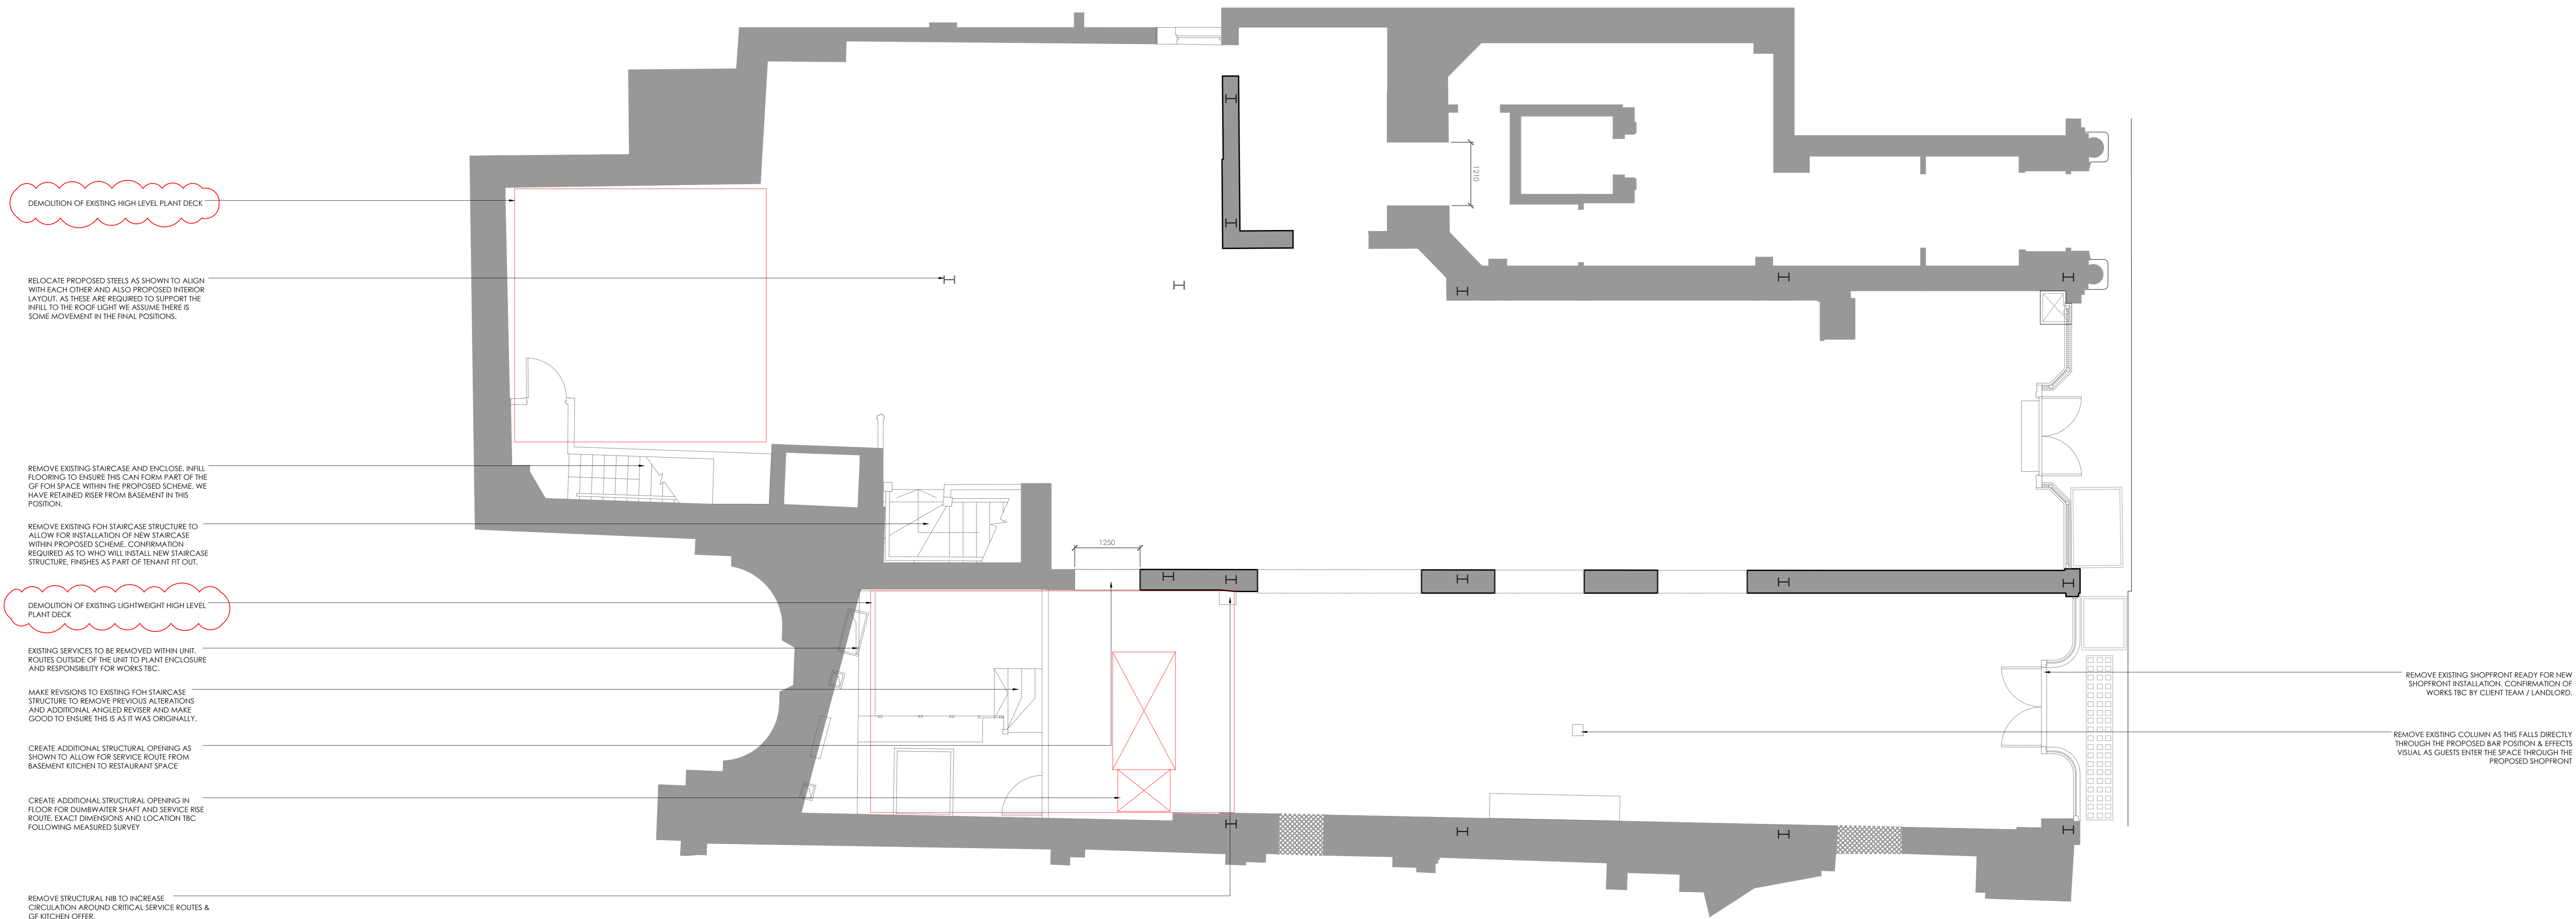 DEMOLITION OF EXISTING HIGH LEVEL PLANT DECK
RELOCATE PROPOSED STEELS AS SHOWN TO ALIGN
WITH EACH OTHER AND ALSO PROPOSED INTERIOR
LAYOUT. AS THESE ARE REQUIRED TO SUPPORT THE
INFILL TO THE ROOF LIGHT WE ASSUME THERE IS
SOME MOVEMENT IN THE FINAL POSITIONS.
REMOVE EXISTING STAIRCASE AND ENCLOSE. INFILL
FLOORING TO ENSURE THIS CAN FORM PART OF THE
GF FOH SPACE WITHIN THE PROPOSED SCHEME. WE
HAVE RETAINED RISER FROM BASEMENT IN THIS
POSITION.
REMOVE EXISTING FOH STAIRCASE STRUCTURE TO
ALLOW FOR INSTALLATION OF NEW STAIRCASE
WITHIN PROPOSED SCHEME. CONFIRMATION
REQUIRED AS TO WHO WILL INSTALL NEW STAIRCASE
STRUCTURE, FINISHES AS PART OF TENANT FIT OUT.
DEMOLITION OF EXISTING LIGHTWEIGHT HIGH LEVEL
PLANT DECK
EXISTING SERVICES TO BE REMOVED WITHIN UNIT.
ROUTES OUTSIDE OF THE UNIT TO PLANT ENCLOSURE
AND RESPONSIBILITY FOR WORKS TBC.
MAKE REVISIONS TO EXISTING FOH STAIRCASE
STRUCTURE TO REMOVE PREVIOUS ALTERATIONS
AND ADDITIONAL ANGLED REVISER AND MAKE
GOOD TO ENSURE THIS IS AS IT WAS ORIGINALLY.
CREATE ADDITIONAL STRUCTURAL OPENING AS
SHOWN TO ALLOW FOR SERVICE ROUTE FROM
BASEMENT KITCHEN TO RESTAURANT SPACE
CREATE ADDITIONAL STRUCTURAL OPENING IN
FLOOR FOR DUMBWAITER SHAFT AND SERVICE RISE
ROUTE. EXACT DIMENSIONS AND LOCATION TBC
FOLLOWING MEASURED SURVEY
REMOVE STRUCTURAL NIB TO INCREASE
CIRCULATION AROUND CRITICAL SERVICE ROUTES &
GF KITCHEN OFFER.
1210
1250
REMOVE EXISTING SHOPFRONT READY FOR NEW
SHOPFRONT INSTALLATION. CONFIRMATION OF
WORKS TBC BY CLIENT TEAM / LANDLORD.
REMOVE EXISTING COLUMN AS THIS FALLS DIRECTLY
THROUGH THE PROPOSED BAR POSITION & EFFECTS
VISUAL AS GUESTS ENTER THE SPACE THROUGH THE
PROPOSED SHOPFRONT